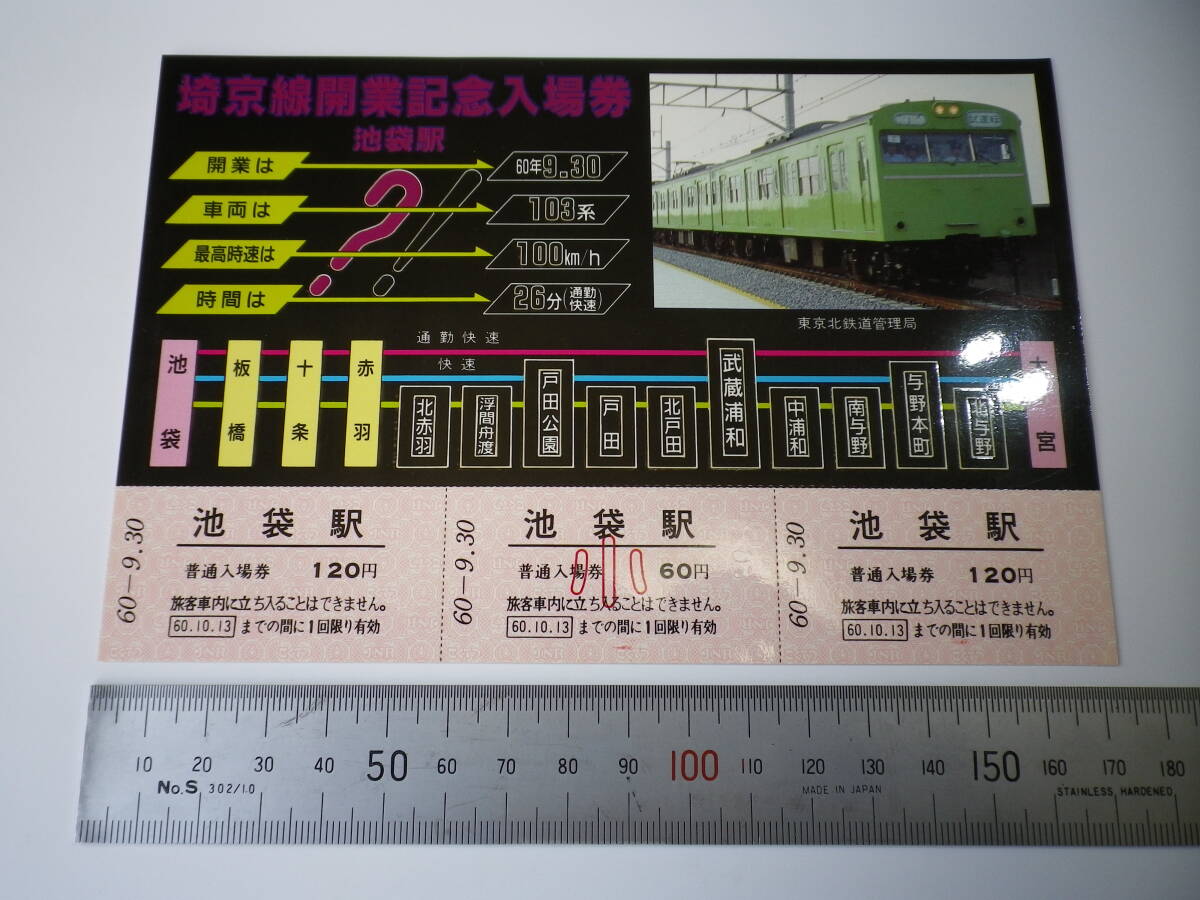 埼京線開業記念入場券
池袋駅
開業は 60年9.30
車両は 103系
最高時速は 100km/h
時間は 26分(通勤快速)
?!
試運転
東京北鉄道管理局
通勤快速
快速
池袋
板橋
十条
赤羽
北赤羽
浮間舟渡
戸田公園
戸田
北戸田
武蔵浦和
中浦和
南与野
与野本町
北与野
大宮
60-9.30
池袋駅
普通入場券 120円
旅客車内に立ち入ることはできません。
60.10.13 までの間に1回限り有効
60-9.30
池袋駅
小
普通入場券 60円
旅客車内に立ち入ることはできません。
60.10.13 までの間に1回限り有効
60-9.30
池袋駅
普通入場券 120円
旅客車内に立ち入ることはできません。
60.10.13 までの間に1回限り有効
10 20 30 40 50 60 70 80 90 100 110 120 130 140 150 160 170 180
No.S 302/1.0 MADE IN JAPAN STAINLESS, HARDENED